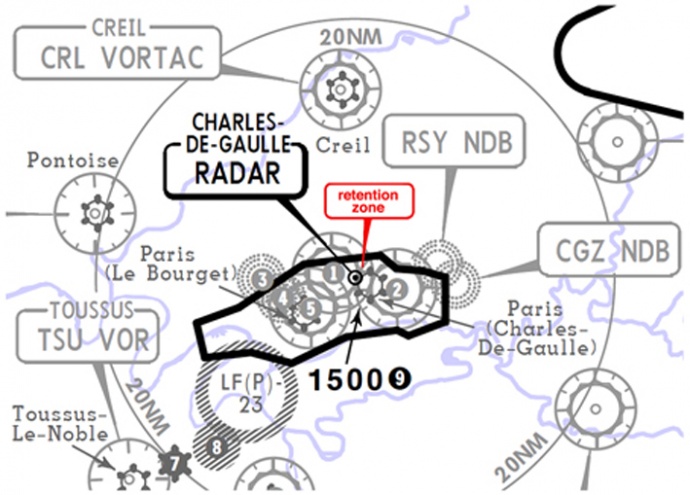 CREIL
CRL VORTAC
20NM
CHARLES-
DE-GAULLE
RADAR
Creil
RSY NDB
Pontoise
retention
zone
Paris
(Le Bourget)
CGZ NDB
3
1
2
4
5
TOUSSUS
TSU VOR
Paris
(Charles-
De-Gaulle)
LF(P)-
23
1500 9
20NM
Toussus-
Le-Noble
8
7
20NM